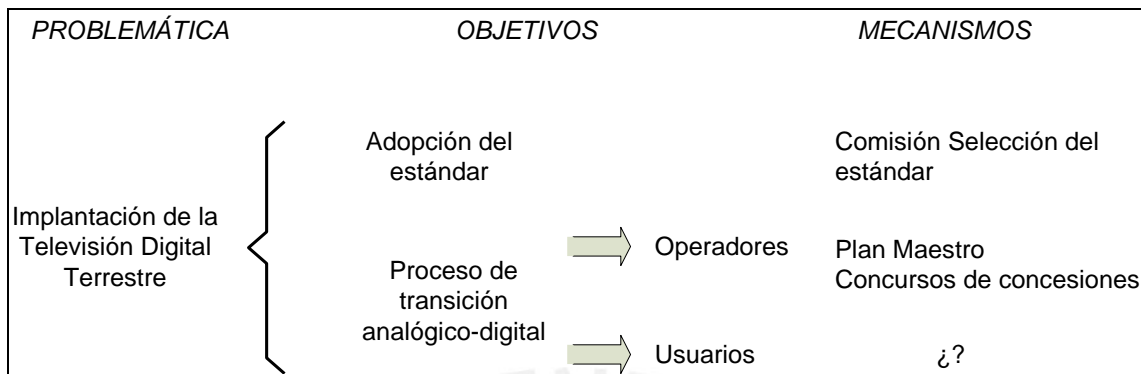 PROBLEMÁTICA
OBJETIVOS
MECANISMOS
Implantación de la
Televisión Digital
Terrestre
Adopción del
estándar
Comisión Selección del
estándar
Proceso de
transición
analógico-digital
Operadores
Plan Maestro
Concursos de concesiones
Usuarios
¿?